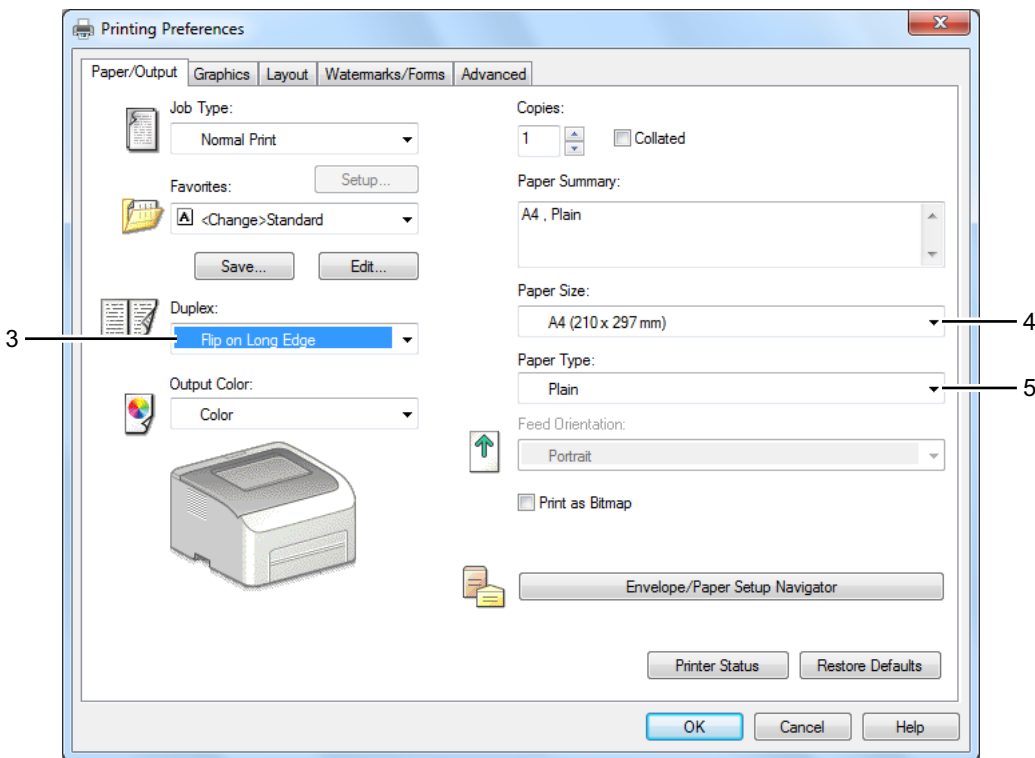 Printing Preferences
Paper/Output Graphics Layout Watermarks/Forms Advanced
Job Type:
Normal Print
Favorites:
Setup...
A <Change>Standard
Save... Edit...
Duplex:
3
Flip on Long Edge
Output Color:
Color
Copies:
1
Collated
Paper Summary:
A4 , Plain
Paper Size:
A4 (210 x 297 mm)
4
Paper Type:
Plain
5
Feed Orientation:
Portrait
Print as Bitmap
Envelope/Paper Setup Navigator
Printer Status Restore Defaults
OK Cancel Help